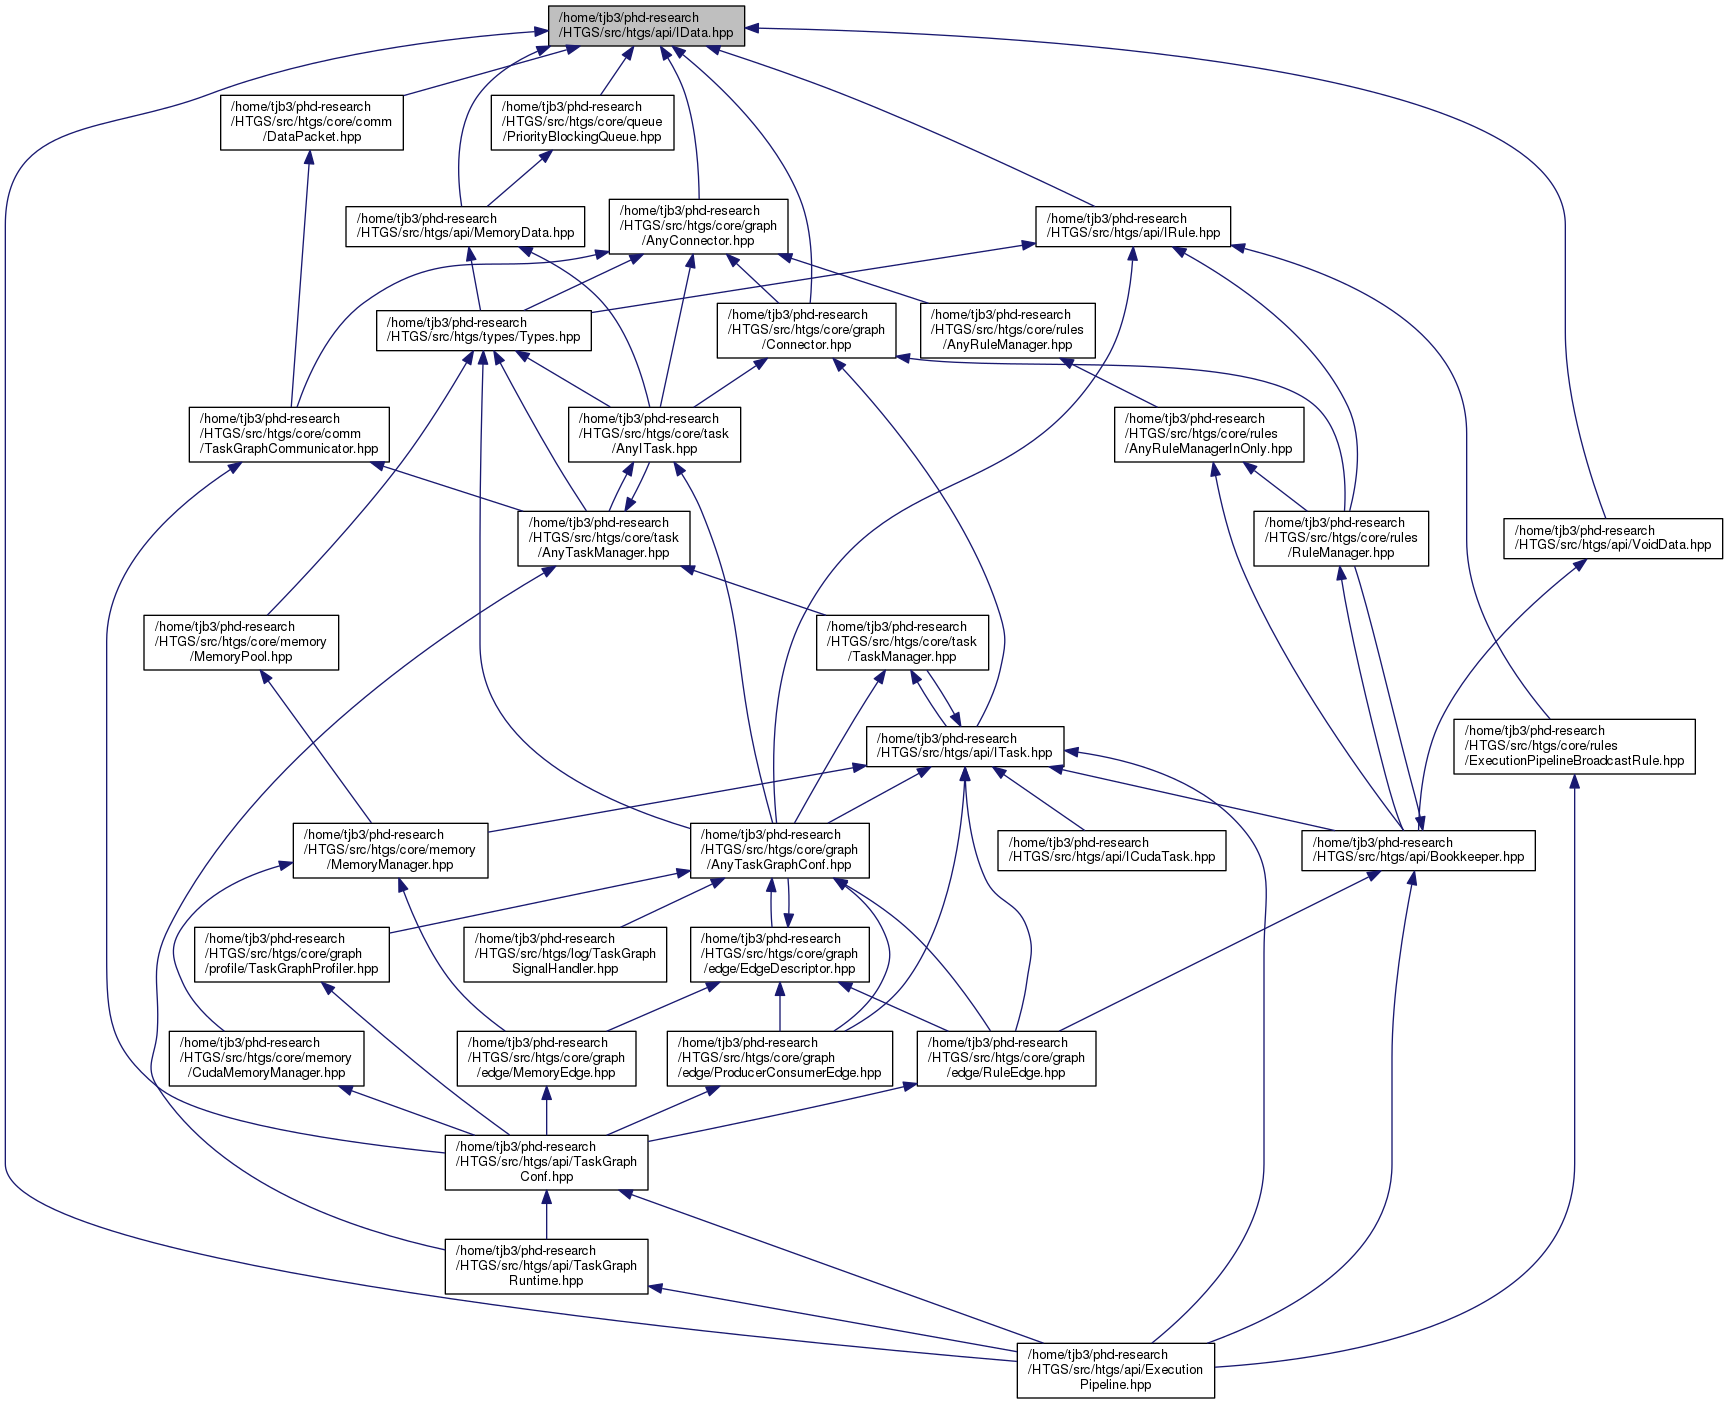 /home/tjb3/phd-research
/HTGS/src/htgs/api/IData.hpp
/home/tjb3/phd-research
/HTGS/src/htgs/core/comm
/DataPacket.hpp
/home/tjb3/phd-research
/HTGS/src/htgs/core/queue
/PriorityBlockingQueue.hpp
/home/tjb3/phd-research
/HTGS/src/htgs/api/MemoryData.hpp
/home/tjb3/phd-research
/HTGS/src/htgs/core/graph
/AnyConnector.hpp
/home/tjb3/phd-research
/HTGS/src/htgs/api/IRule.hpp
/home/tjb3/phd-research
/HTGS/src/htgs/types/Types.hpp
/home/tjb3/phd-research
/HTGS/src/htgs/core/graph
/Connector.hpp
/home/tjb3/phd-research
/HTGS/src/htgs/core/rules
/AnyRuleManager.hpp
/home/tjb3/phd-research
/HTGS/src/htgs/core/comm
/TaskGraphCommunicator.hpp
/home/tjb3/phd-research
/HTGS/src/htgs/core/task
/AnyITask.hpp
/home/tjb3/phd-research
/HTGS/src/htgs/core/rules
/AnyRuleManagerInOnly.hpp
/home/tjb3/phd-research
/HTGS/src/htgs/core/task
/AnyTaskManager.hpp
/home/tjb3/phd-research
/HTGS/src/htgs/core/rules
/RuleManager.hpp
/home/tjb3/phd-research
/HTGS/src/htgs/api/VoidData.hpp
/home/tjb3/phd-research
/HTGS/src/htgs/core/memory
/MemoryPool.hpp
/home/tjb3/phd-research
/HTGS/src/htgs/core/task
/TaskManager.hpp
/home/tjb3/phd-research
/HTGS/src/htgs/api/ITask.hpp
/home/tjb3/phd-research
/HTGS/src/htgs/core/rules
/ExecutionPipelineBroadcastRule.hpp
/home/tjb3/phd-research
/HTGS/src/htgs/core/memory
/MemoryManager.hpp
/home/tjb3/phd-research
/HTGS/src/htgs/core/graph
/AnyTaskGraphConf.hpp
/home/tjb3/phd-research
/HTGS/src/htgs/api/ICudaTask.hpp
/home/tjb3/phd-research
/HTGS/src/htgs/api/Bookkeeper.hpp
/home/tjb3/phd-research
/HTGS/src/htgs/core/graph
/profile/TaskGraphProfiler.hpp
/home/tjb3/phd-research
/HTGS/src/htgs/log/TaskGraph
SignalHandler.hpp
/home/tjb3/phd-research
/HTGS/src/htgs/core/graph
/edge/EdgeDescriptor.hpp
/home/tjb3/phd-research
/HTGS/src/htgs/core/memory
/CudaMemoryManager.hpp
/home/tjb3/phd-research
/HTGS/src/htgs/core/graph
/edge/MemoryEdge.hpp
/home/tjb3/phd-research
/HTGS/src/htgs/core/graph
/edge/ProducerConsumerEdge.hpp
/home/tjb3/phd-research
/HTGS/src/htgs/core/graph
/edge/RuleEdge.hpp
/home/tjb3/phd-research
/HTGS/src/htgs/api/TaskGraph
Conf.hpp
/home/tjb3/phd-research
/HTGS/src/htgs/api/TaskGraph
Runtime.hpp
/home/tjb3/phd-research
/HTGS/src/htgs/api/Execution
Pipeline.hpp